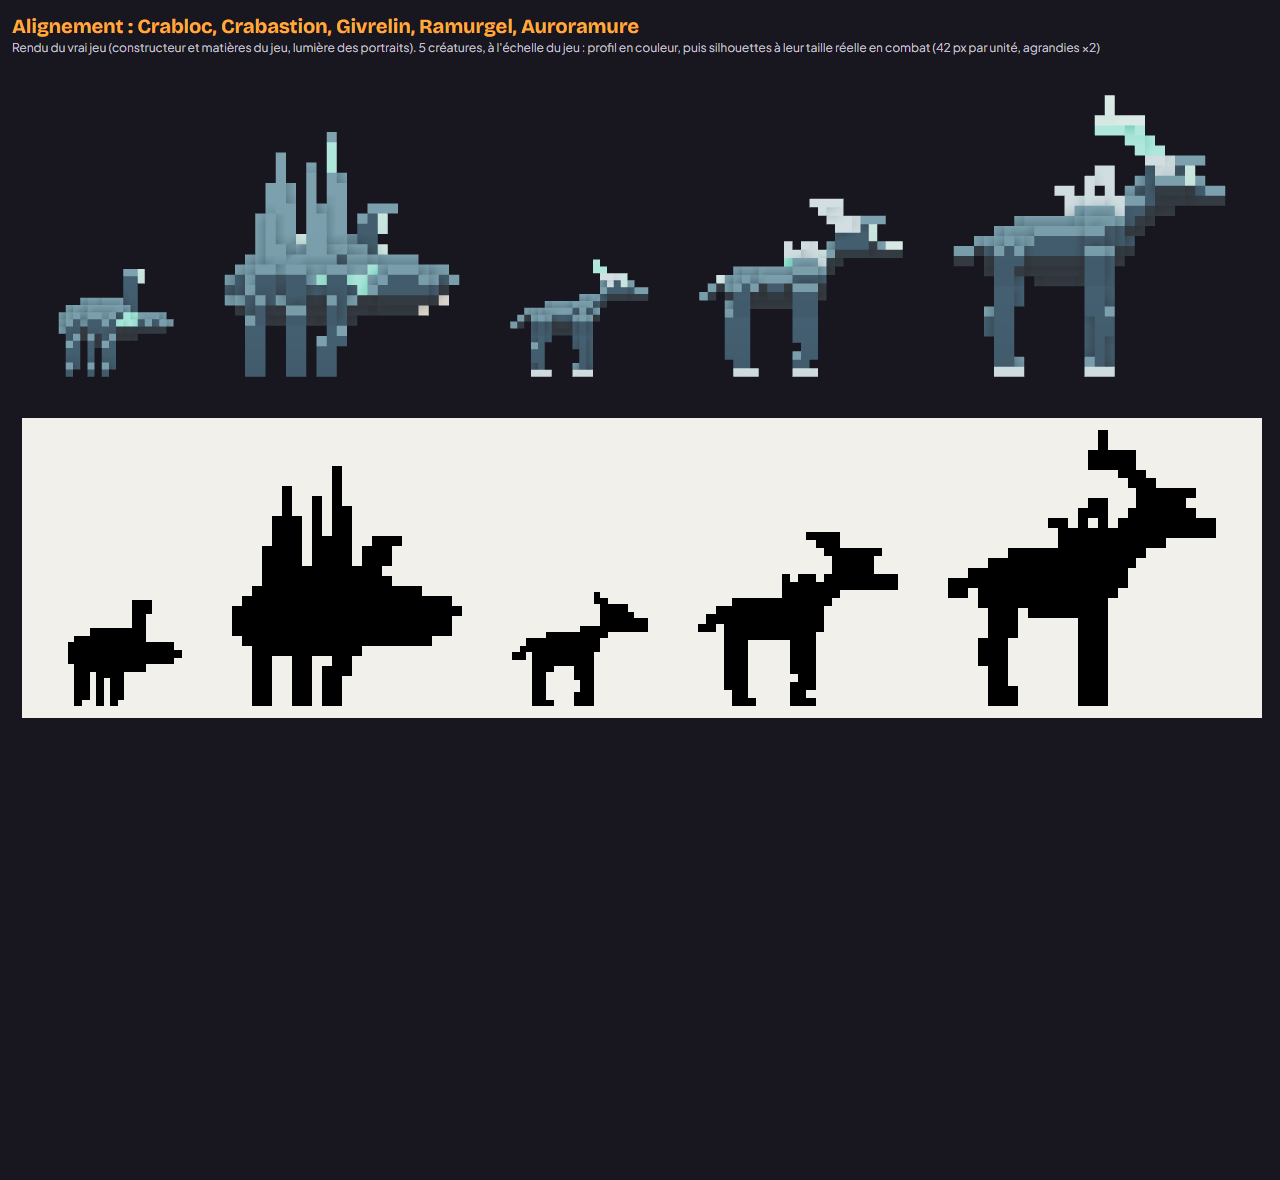 Alignement : Crabloc, Crabastion, Givrelin, Ramurgel, Auroramure
Rendu du vrai jeu (constructeur et matières du jeu, lumière des portraits). 5 créatures, à l'échelle du jeu : profil en couleur, puis silhouettes à leur taille réelle en combat (42 px par unité, agrandies ×2)